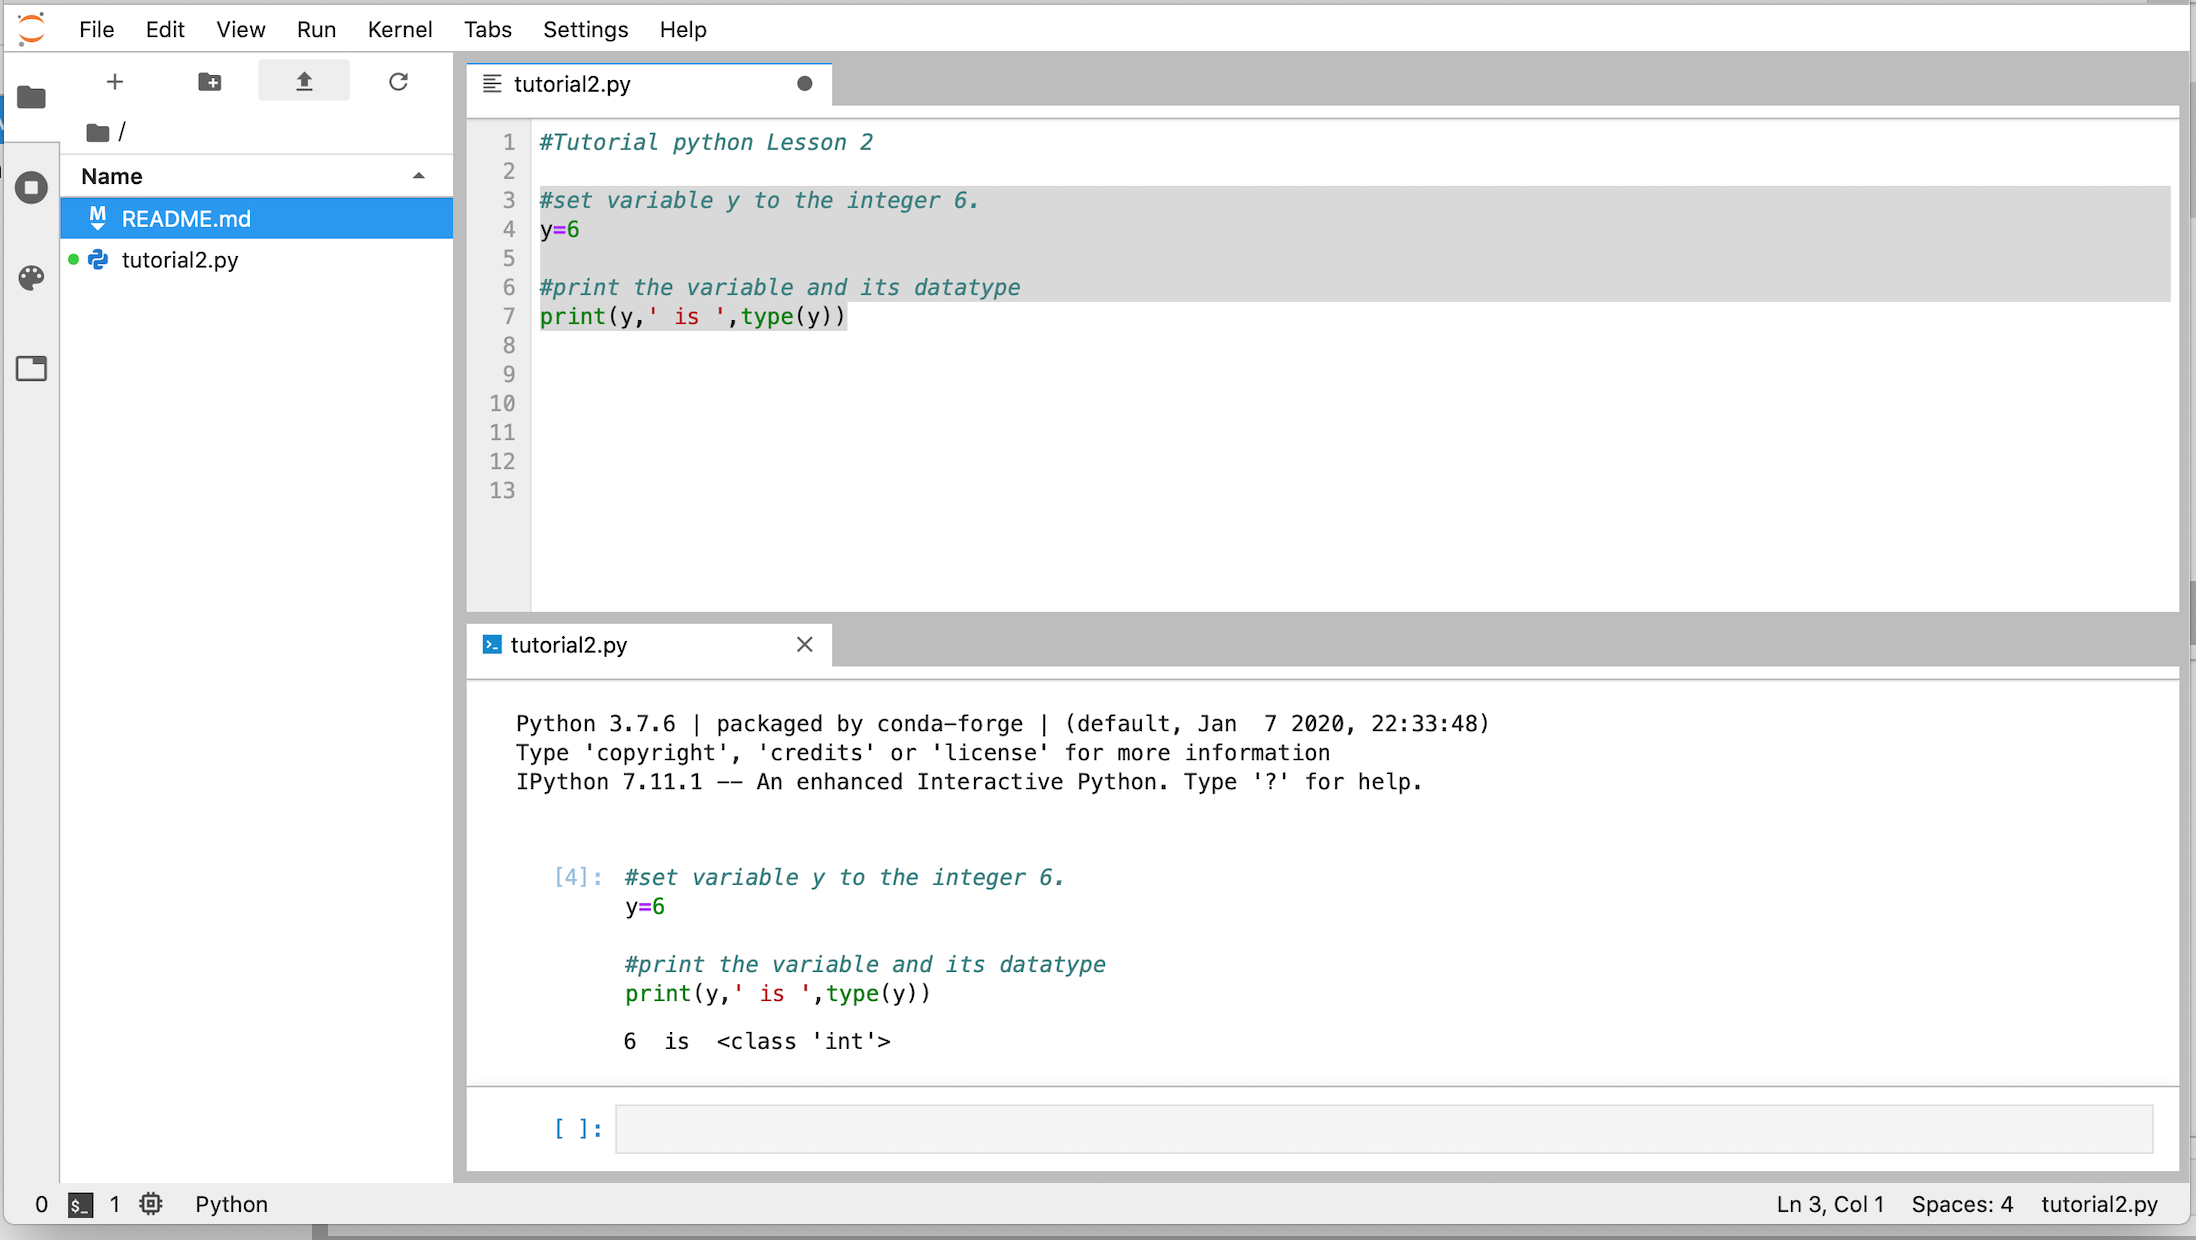 File Edit View Run Kernel Tabs Settings Help
/
Name
README.md
tutorial2.py
tutorial2.py
1 #Tutorial python Lesson 2
2
3 #set variable y to the integer 6.
4 y=6
5
6 #print the variable and its datatype
7 print(y,' is ',type(y))
8
9
10
11
12
13
tutorial2.py
Python 3.7.6 | packaged by conda-forge | (default, Jan  7 2020, 22:33:48)
Type 'copyright', 'credits' or 'license' for more information
IPython 7.11.1 -- An enhanced Interactive Python. Type '?' for help.
[4]: #set variable y to the integer 6.
y=6
#print the variable and its datatype
print(y,' is ',type(y))
6  is  <class 'int'>
[ ]:
0 $_ 1 Python Ln 3, Col 1 Spaces: 4 tutorial2.py